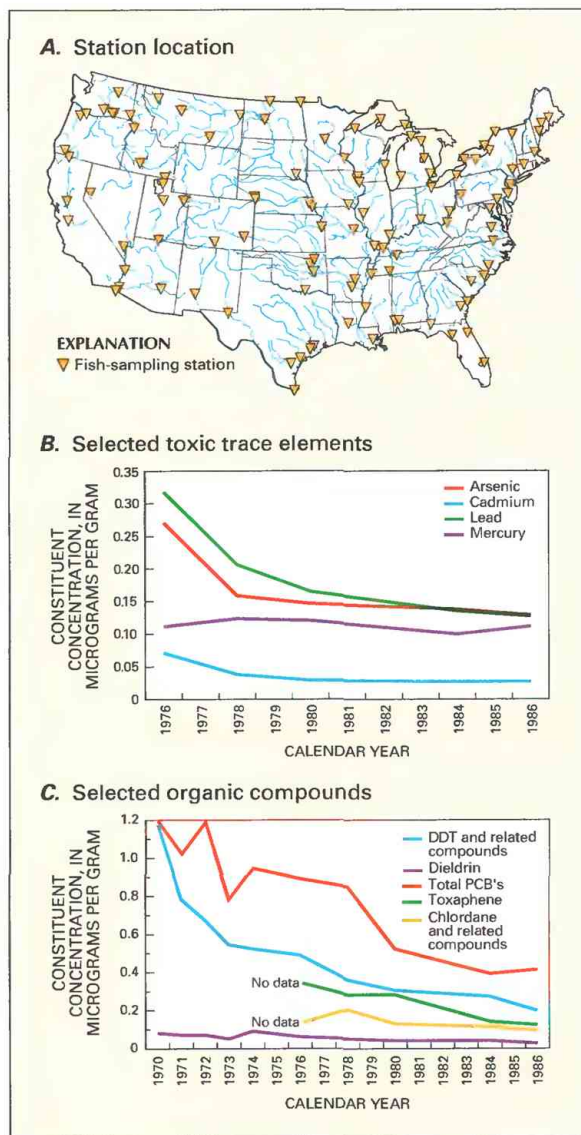 A. Station location
EXPLANATION
Fish-sampling station
B. Selected toxic trace elements
CONSTITUENT
CONCENTRATION, IN
MICROGRAMS PER GRAM
0.35
0.30
0.25
0.20
0.15
0.10
0.05
0
Arsenic
Cadmium
Lead
Mercury
1976
1977
1978
1979
1980
1981
1982
1983
1984
1985
1986
CALENDAR YEAR
C. Selected organic compounds
CONSTITUENT
CONCENTRATION, IN
MICROGRAMS PER GRAM
1.2
1.0
0.8
0.6
0.4
0.2
0
DDT and related
compounds
Dieldrin
Total PCB's
Toxaphene
Chlordane
and related
compounds
No data
No data
1970
1971
1972
1973
1974
1975
1976
1977
1978
1979
1980
1981
1982
1983
1984
1985
1986
CALENDAR YEAR